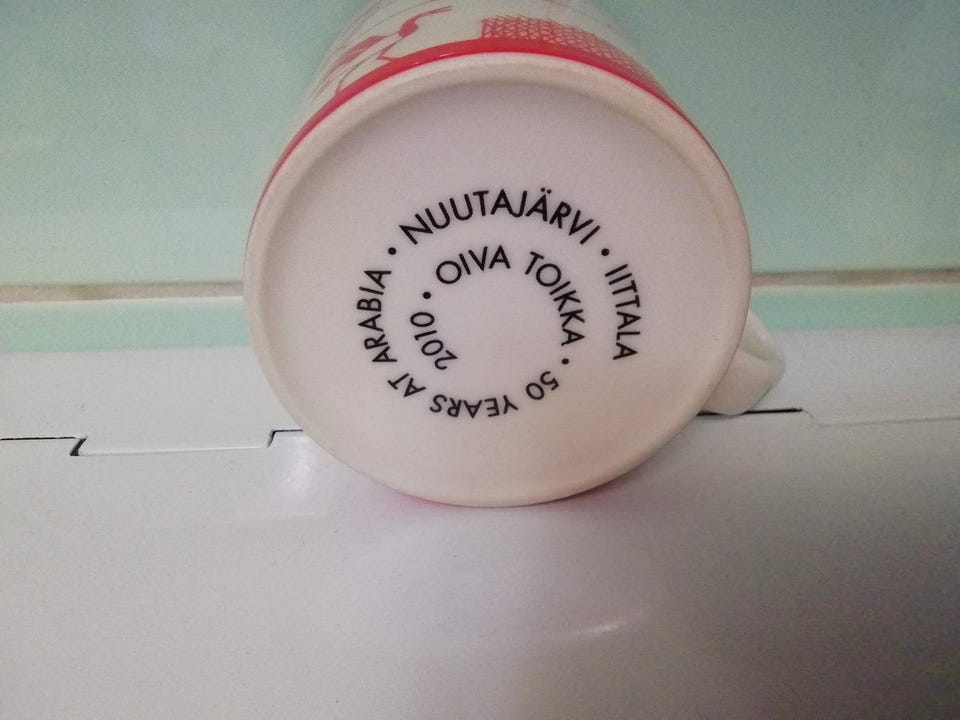 2010 • OIVA TOIKKA • 50 YEARS AT ARABIA • NUUTAJÄRVI • IITTALA